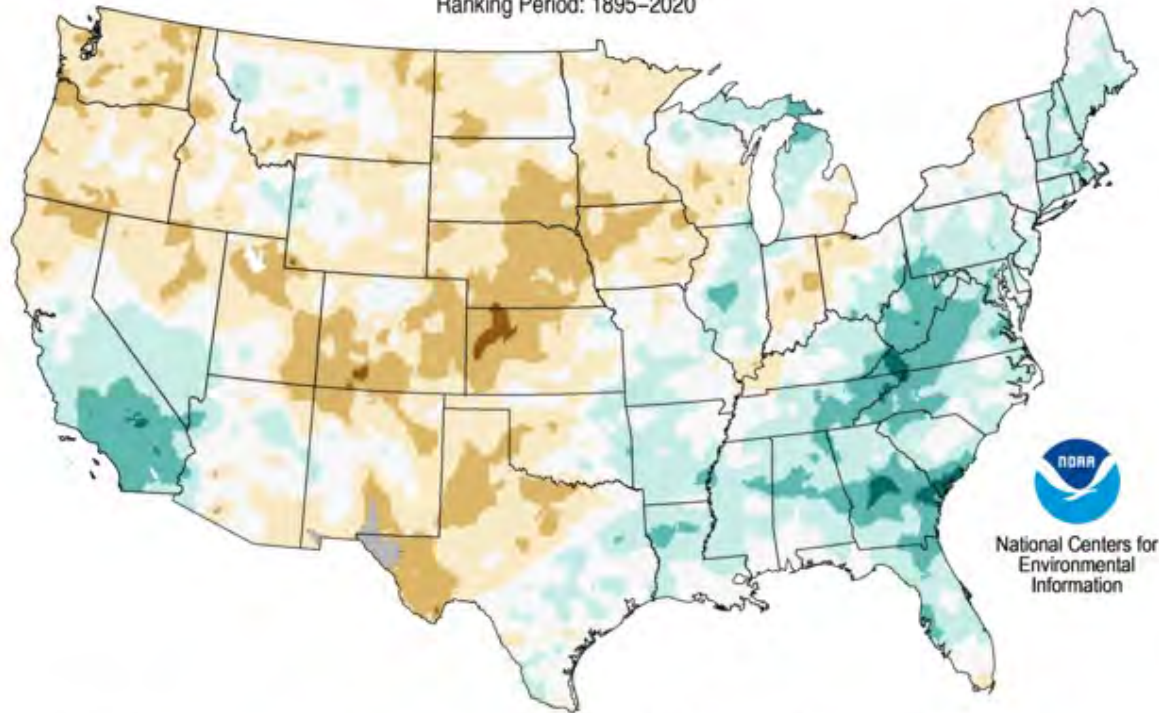 Ranking Period: 1895–2020
NOAA
National Centers for
Environmental
Information